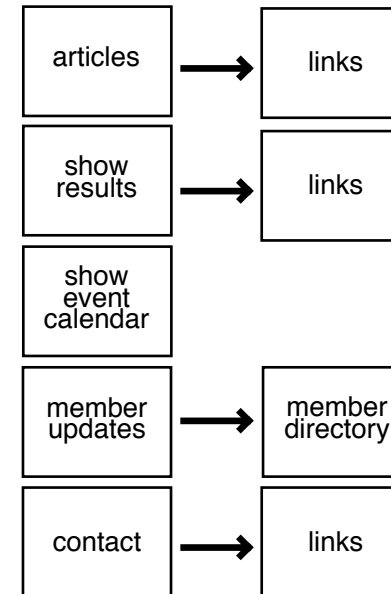 articles
links
show
results
links
show
event
calendar
member
updates
member
directory
contact
links